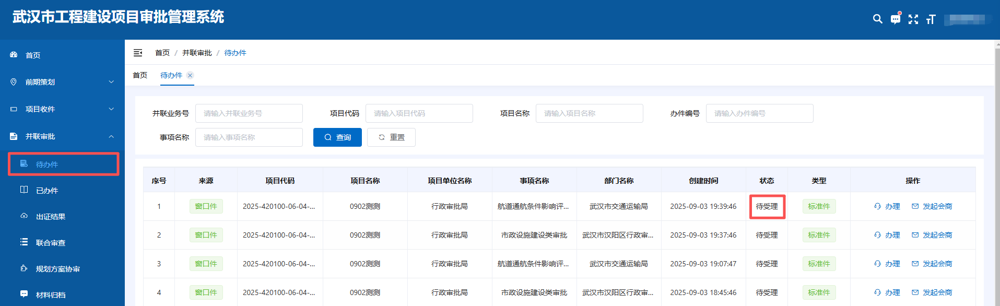 武汉市工程建设项目审批管理系统
首页
前期策划
项目收件
并联审批
待办件
已办件
出证结果
联合审查
规划方案协审
材料归档
首页 / 并联审批 / 待办件
首页 待办件
并联业务号 请输入并联业务号 项目代码 请输入项目代码 项目名称 请输入项目名称 办件编号 请输入办件编号
事项名称 请输入事项名称 查询 重置
序号 来源 项目代码 项目名称 项目单位名称 事项名称 部门名称 创建时间 状态 类型 操作
1 窗口件 2025-420100-06-04-... 0902测测 行政审批局 航道通航条件影响评... 武汉市交通运输局 2025-09-03 19:39:46 待受理 标准件 办理 发起会商
2 窗口件 2025-420100-06-04-... 0902测测 行政审批局 市政设施建设类审批 武汉市汉阳区行政审... 2025-09-03 19:37:46 待受理 标准件 办理 发起会商
3 窗口件 2025-420100-06-04-... 0902测测 行政审批局 航道通航条件影响评... 武汉市交通运输局 2025-09-03 19:07:47 待受理 标准件 办理 发起会商
4 窗口件 2025-420100-06-04-... 0902测测 行政审批局 市政设施建设类审批 武汉市汉阳区行政审... 2025-09-03 18:45:46 待受理 标准件 办理 发起会商